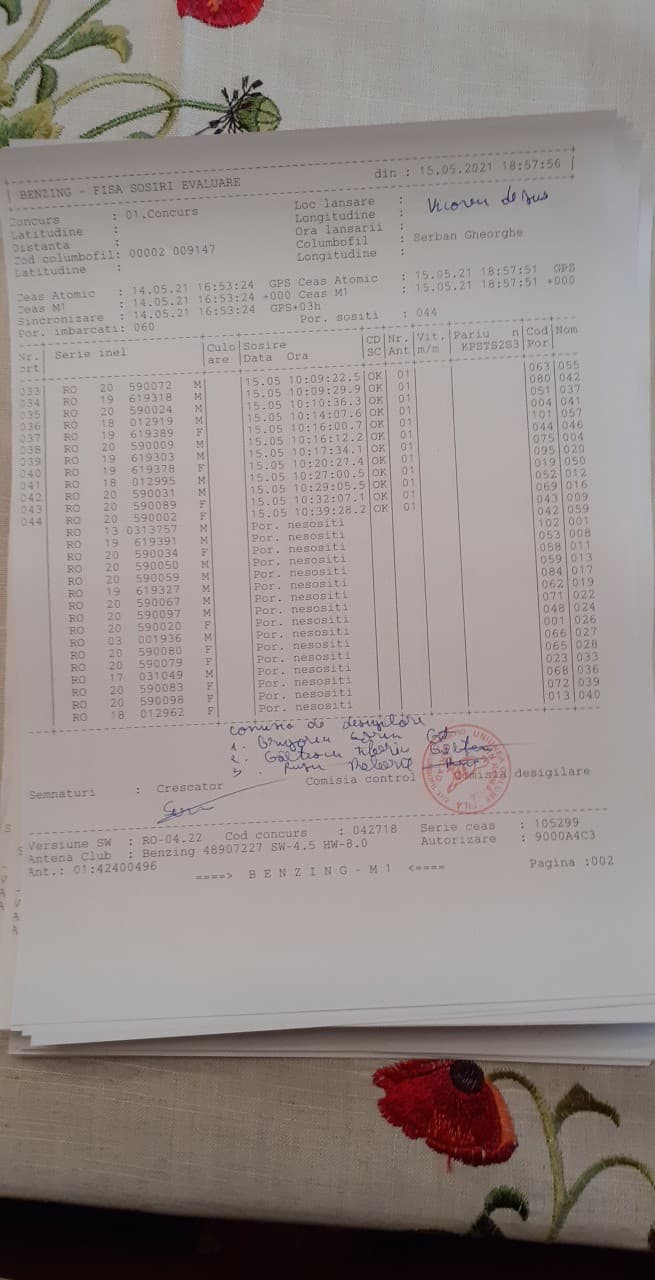 BENZING - FISA SOSIRI EVALUARE din : 15.05.2021 18:57:56
Concurs : 01.Concurs Loc lansare : Vicovu de Sus
Latitudine : Longitudine :
Distanta : Ora lansarii :
Cod columbofil: 00002 009147 Columbofil : Serban Gheorghe
Latitudine : Longitudine :
Ceas Atomic : 14.05.21 16:53:24 GPS Ceas Atomic : 15.05.21 18:57:51 GPS
Ceas M1 : 14.05.21 16:53:24 +000 Ceas M1 : 15.05.21 18:57:51 +000
Sincronizare : 14.05.21 16:53:24 GPS+03h
Por. imbarcati: 060 Por. sositi : 044
Nr. Serie inel Culo Sosire CD Nr. Vit. Pariu n Cod Nom
crt are Data Ora SC Ant m/m KPSTS2S3 Por
033 RO 20 590072 M 15.05 10:09:22.5 OK 01 063 055
034 RO 19 619318 M 15.05 10:09:29.9 OK 01 080 042
035 RO 20 590024 M 15.05 10:10:36.3 OK 01 051 037
036 RO 18 012919 M 15.05 10:14:07.6 OK 01 004 041
037 RO 19 619389 F 15.05 10:16:00.7 OK 01 101 057
038 RO 20 590009 M 15.05 10:16:12.2 OK 01 044 046
039 RO 19 619303 M 15.05 10:17:34.1 OK 01 075 004
040 RO 19 619378 F 15.05 10:20:27.4 OK 01 095 020
041 RO 18 012995 M 15.05 10:27:00.5 OK 01 019 050
042 RO 20 590031 M 15.05 10:29:05.5 OK 01 052 012
043 RO 20 590089 F 15.05 10:32:07.1 OK 01 069 016
044 RO 20 590002 F 15.05 10:39:28.2 OK 01 043 009
RO 13 0313757 M Por. nesositi 042 059
RO 19 619391 M Por. nesositi 102 001
RO 20 590034 F Por. nesositi 053 008
RO 20 590050 M Por. nesositi 058 011
RO 20 590059 M Por. nesositi 059 013
RO 19 619327 M Por. nesositi 084 017
RO 20 590067 M Por. nesositi 062 019
RO 20 590097 M Por. nesositi 071 022
RO 20 590020 F Por. nesositi 048 024
RO 03 001936 M Por. nesositi 001 026
RO 20 590080 F Por. nesositi 066 027
RO 20 590079 F Por. nesositi 065 028
RO 17 031049 M Por. nesositi 023 033
RO 20 590083 F Por. nesositi 068 036
RO 20 590098 F Por. nesositi 072 039
RO 18 012962 F Por. nesositi 013 040
Comisia de desigilare
1. Grigoriu
2.
3. Rusu
Semnaturi : Crescator Comisia control Comisia desigilare
Versiune SW : RO-04.22 Cod concurs : 042718 Serie ceas : 105299
Antena Club : Benzing 48907227 SW-4.5 HW-8.0 Autorizare : 9000A4C3
Ant.: 01:42400496
====> B E N Z I N G - M 1 <==== Pagina :002